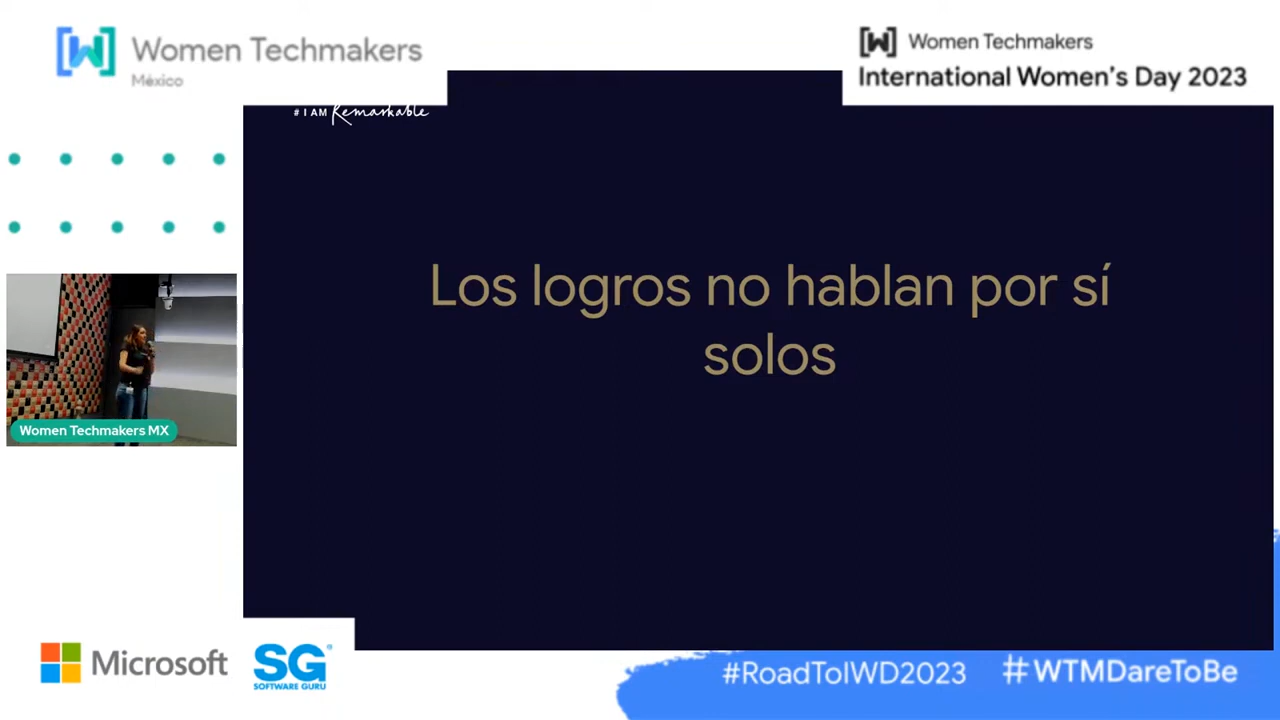 Women Techmakers
México
Women Techmakers
International Women's Day 2023
# I AM Remarkable
Los logros no hablan por sí
solos
Women Techmakers MX
Microsoft
SG
SOFTWARE GURU
#RoadToIWD2023
#WTMDareToBe